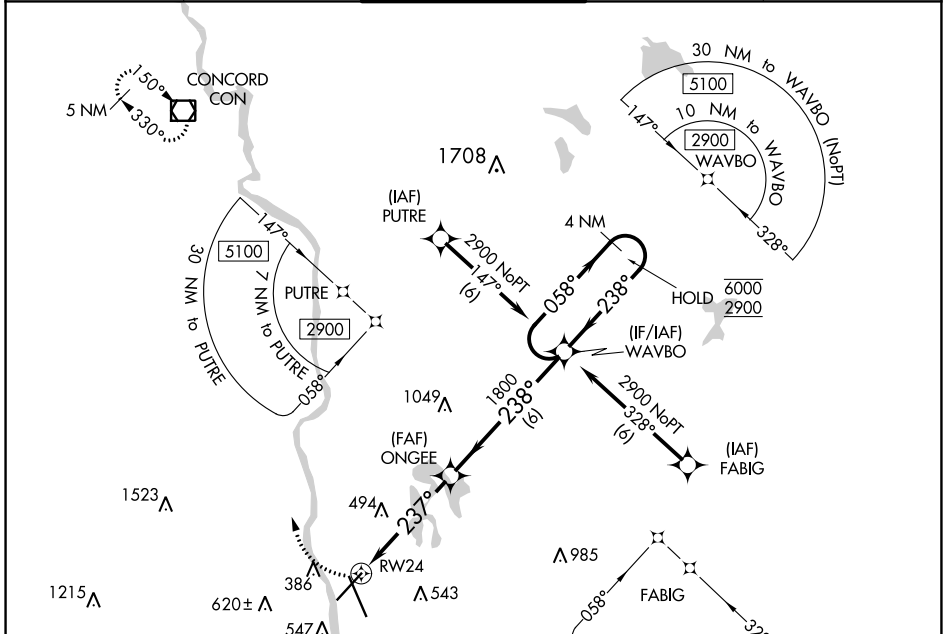 150°
CONCORD
CON
5 NM
330°
30 NM to WAVBO (NoPT)
5100
147°
10 NM to WAVBO
2900
WAVBO
328°
1708
(IAF)
PUTRE
2900 NoPT
147°
(6)
4 NM
058°
238°
HOLD
6000
2900
(IF/IAF)
WAVBO
147°
5100
30 NM to PUTRE
7 NM to PUTRE
PUTRE
2900
058°
1049
1800
238°
(6)
2900 NoPT
328°
(6)
(IAF)
FABIG
(FAF)
ONGEE
1523
494
237°
RW24
386
1215
620±
547
543
985
FABIG
058°